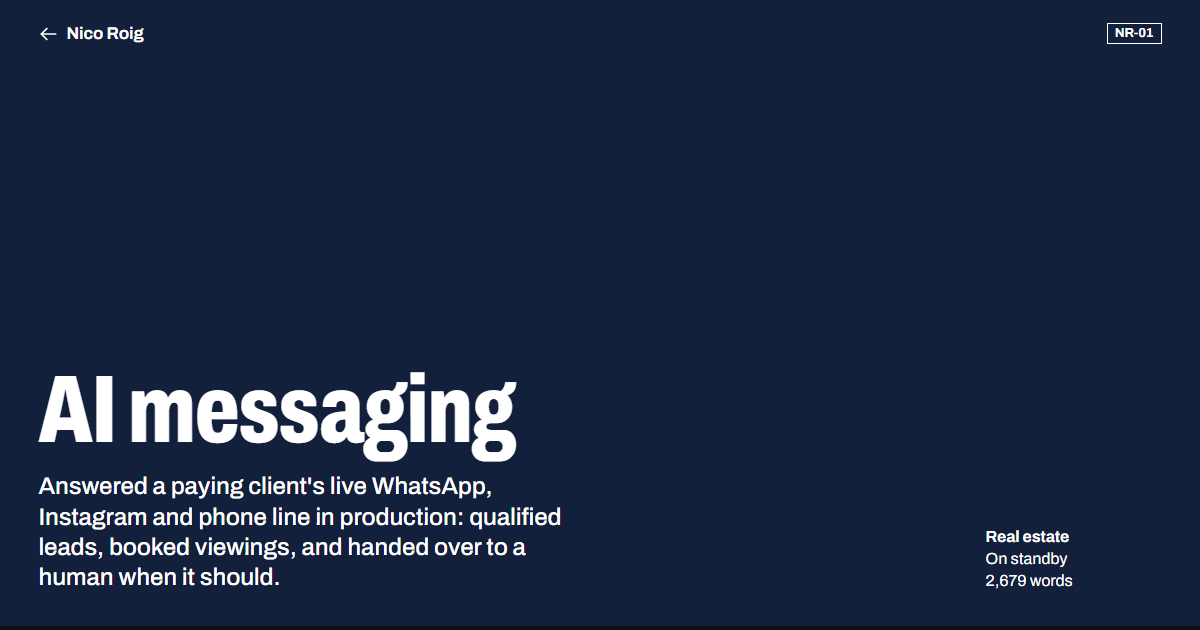 ← Nico Roig
NR-01
AI messaging
Answered a paying client's live WhatsApp,
Instagram and phone line in production: qualified
leads, booked viewings, and handed over to a
human when it should.
Real estate
On standby
2,679 words